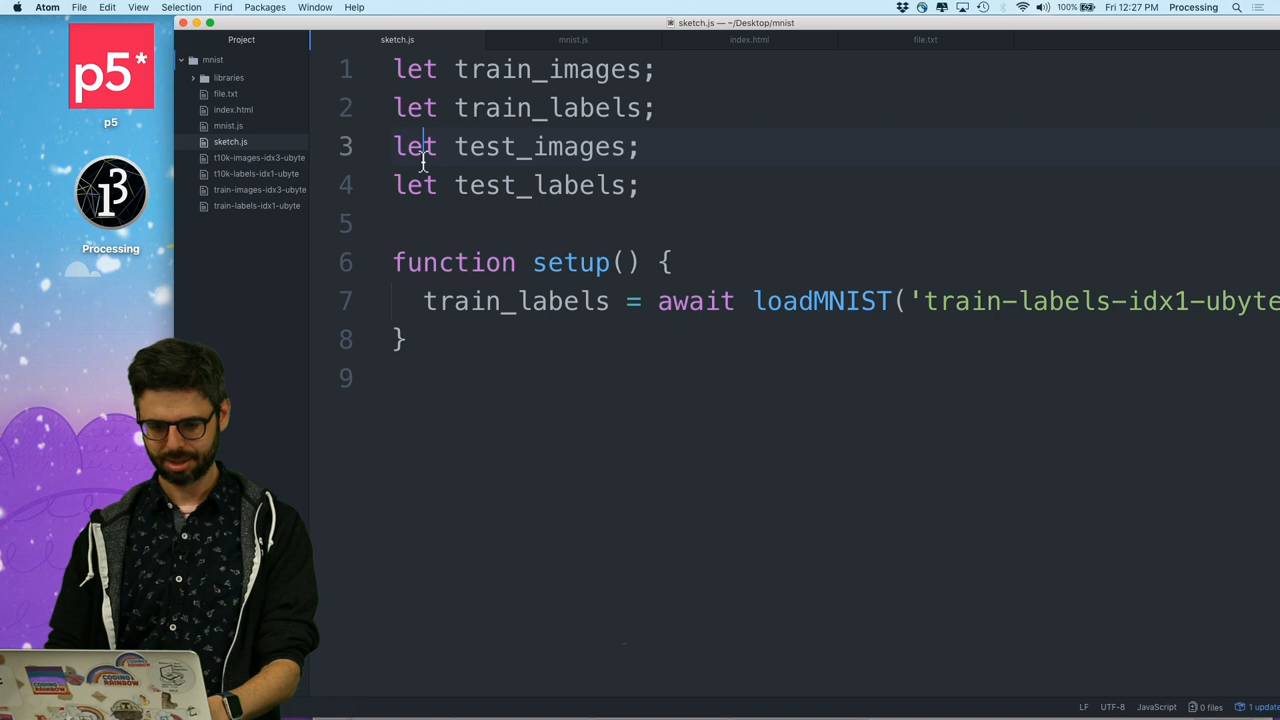 Atom File Edit View Selection Find Packages Window Help
100% Fri 12:27 PM Processing
sketch.js — ~/Desktop/mnist
Project
sketch.js
mnist.js
index.html
file.txt
mnist
libraries
file.txt
index.html
mnist.js
sketch.js
t10k-images-idx3-ubyte
t10k-labels-idx1-ubyte
train-images-idx3-ubyte
train-labels-idx1-ubyte
p5*
p5
Processing
1 let train_images;
2 let train_labels;
3 let test_images;
4 let test_labels;
5
6 function setup() {
7 train_labels = await loadMNIST('train-labels-idx1-ubyte
8 }
9
CODING RAINBOW
LF UTF-8 JavaScript 0 files 1 update